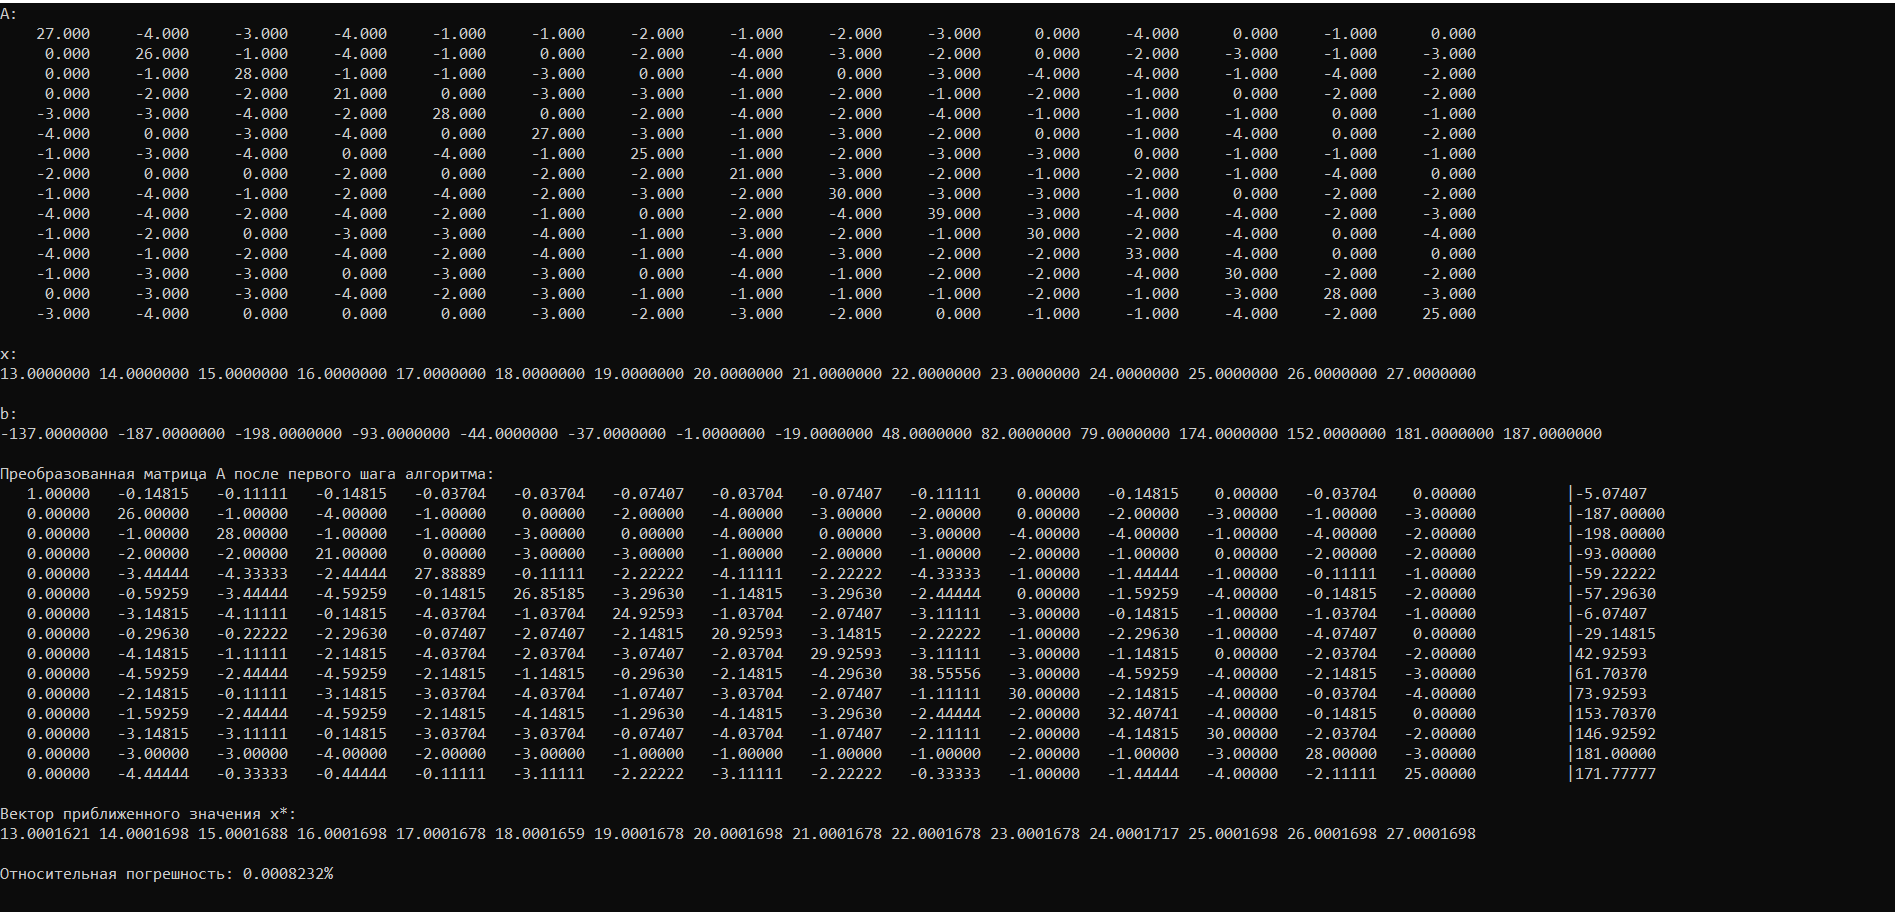 A:
27.000 -4.000 -3.000 -4.000 -1.000 -1.000 -2.000 -1.000 -2.000 -3.000 0.000 -4.000 0.000 -1.000 0.000
0.000 26.000 -1.000 -4.000 -1.000 0.000 -2.000 -4.000 -3.000 -2.000 0.000 -2.000 -3.000 -1.000 -3.000
0.000 -1.000 28.000 -1.000 -1.000 -3.000 0.000 -4.000 0.000 -3.000 -4.000 -4.000 -1.000 -4.000 -2.000
0.000 -2.000 -2.000 21.000 0.000 -3.000 -3.000 -1.000 -2.000 -1.000 -2.000 -1.000 0.000 -2.000 -2.000
-3.000 -3.000 -4.000 -2.000 28.000 0.000 -2.000 -4.000 -2.000 -4.000 -1.000 -1.000 -1.000 0.000 -1.000
-4.000 0.000 -3.000 -4.000 0.000 27.000 -3.000 -1.000 -3.000 -2.000 0.000 -1.000 -4.000 0.000 -2.000
-1.000 -3.000 -4.000 0.000 -4.000 -1.000 25.000 -1.000 -2.000 -3.000 -3.000 0.000 -1.000 -1.000 -1.000
-2.000 0.000 0.000 -2.000 0.000 -2.000 -2.000 21.000 -3.000 -2.000 -1.000 -2.000 -1.000 -4.000 0.000
-1.000 -4.000 -1.000 -2.000 -4.000 -2.000 -3.000 -2.000 30.000 -3.000 -3.000 -1.000 0.000 -2.000 -2.000
-4.000 -4.000 -2.000 -4.000 -2.000 -1.000 0.000 -2.000 -4.000 39.000 -3.000 -4.000 -4.000 -2.000 -3.000
-1.000 -2.000 0.000 -3.000 -3.000 -4.000 -1.000 -3.000 -2.000 -1.000 30.000 -2.000 -4.000 0.000 -4.000
-4.000 -1.000 -2.000 -4.000 -2.000 -4.000 -1.000 -4.000 -3.000 -2.000 -2.000 33.000 -4.000 0.000 0.000
-1.000 -3.000 -3.000 0.000 -3.000 -3.000 0.000 -4.000 -1.000 -2.000 -2.000 -4.000 30.000 -2.000 -2.000
0.000 -3.000 -3.000 -4.000 -2.000 -3.000 -1.000 -1.000 -1.000 -1.000 -2.000 -1.000 -3.000 28.000 -3.000
-3.000 -4.000 0.000 0.000 0.000 -3.000 -2.000 -3.000 -2.000 0.000 -1.000 -1.000 -4.000 -2.000 25.000
x:
13.0000000 14.0000000 15.0000000 16.0000000 17.0000000 18.0000000 19.0000000 20.0000000 21.0000000 22.0000000 23.0000000 24.0000000 25.0000000 26.0000000 27.0000000
b:
-137.0000000 -187.0000000 -198.0000000 -93.0000000 -44.0000000 -37.0000000 -1.0000000 -19.0000000 48.0000000 82.0000000 79.0000000 174.0000000 152.0000000 181.0000000 187.0000000
Преобразованная матрица А после первого шага алгоритма:
1.00000 -0.14815 -0.11111 -0.14815 -0.03704 -0.03704 -0.07407 -0.03704 -0.07407 -0.11111 0.00000 -0.14815 0.00000 -0.03704 0.00000 |-5.07407
0.00000 26.00000 -1.00000 -4.00000 -1.00000 0.00000 -2.00000 -4.00000 -3.00000 -2.00000 0.00000 -2.00000 -3.00000 -1.00000 -3.00000 |-187.00000
0.00000 -1.00000 28.00000 -1.00000 -1.00000 -3.00000 0.00000 -4.00000 0.00000 -3.00000 -4.00000 -4.00000 -1.00000 -4.00000 -2.00000 |-198.00000
0.00000 -2.00000 -2.00000 21.00000 0.00000 -3.00000 -3.00000 -1.00000 -2.00000 -1.00000 -2.00000 -1.00000 0.00000 -2.00000 -2.00000 |-93.00000
0.00000 -3.44444 -4.33333 -2.44444 27.88889 -0.11111 -2.22222 -4.11111 -2.22222 -4.33333 -1.00000 -1.44444 -1.00000 -0.11111 -1.00000 |-59.22222
0.00000 -0.59259 -3.44444 -4.59259 -0.14815 26.85185 -3.29630 -1.14815 -3.29630 -2.44444 0.00000 -1.59259 -4.00000 -0.14815 -2.00000 |-57.29630
0.00000 -3.14815 -4.11111 -0.14815 -4.03704 -1.03704 24.92593 -1.03704 -2.07407 -3.11111 -3.00000 -0.14815 -1.00000 -1.03704 -1.00000 |-6.07407
0.00000 -0.29630 -0.22222 -2.29630 -0.07407 -2.07407 -2.14815 20.92593 -3.14815 -2.22222 -1.00000 -2.29630 -1.00000 -4.07407 0.00000 |-29.14815
0.00000 -4.14815 -1.11111 -2.14815 -4.03704 -2.03704 -3.07407 -2.03704 29.92593 -3.11111 -3.00000 -1.14815 0.00000 -2.03704 -2.00000 |42.92593
0.00000 -4.59259 -2.44444 -4.59259 -2.14815 -1.14815 -0.29630 -2.14815 -4.29630 38.55556 -3.00000 -4.59259 -4.00000 -2.14815 -3.00000 |61.70370
0.00000 -2.14815 -0.11111 -3.14815 -3.03704 -4.03704 -1.07407 -3.03704 -2.07407 -1.11111 30.00000 -2.14815 -4.00000 -0.03704 -4.00000 |73.92593
0.00000 -1.59259 -2.44444 -4.59259 -2.14815 -4.14815 -1.29630 -4.14815 -3.29630 -2.44444 -2.00000 32.40741 -4.00000 -0.14815 0.00000 |153.70370
0.00000 -3.14815 -3.11111 -0.14815 -3.03704 -3.03704 -0.07407 -4.03704 -1.07407 -2.11111 -2.00000 -4.14815 30.00000 -2.03704 -2.00000 |146.92592
0.00000 -3.00000 -3.00000 -4.00000 -2.00000 -3.00000 -1.00000 -1.00000 -1.00000 -1.00000 -2.00000 -1.00000 -3.00000 28.00000 -3.00000 |181.00000
0.00000 -4.44444 -0.33333 -0.44444 -0.11111 -3.11111 -2.22222 -3.11111 -2.22222 -0.33333 -1.00000 -1.44444 -4.00000 -2.11111 25.00000 |171.77777
Вектор приближенного значения x*:
13.0001621 14.0001698 15.0001688 16.0001698 17.0001678 18.0001659 19.0001678 20.0001698 21.0001678 22.0001678 23.0001678 24.0001717 25.0001698 26.0001698 27.0001698
Относительная погрешность: 0.0008232%